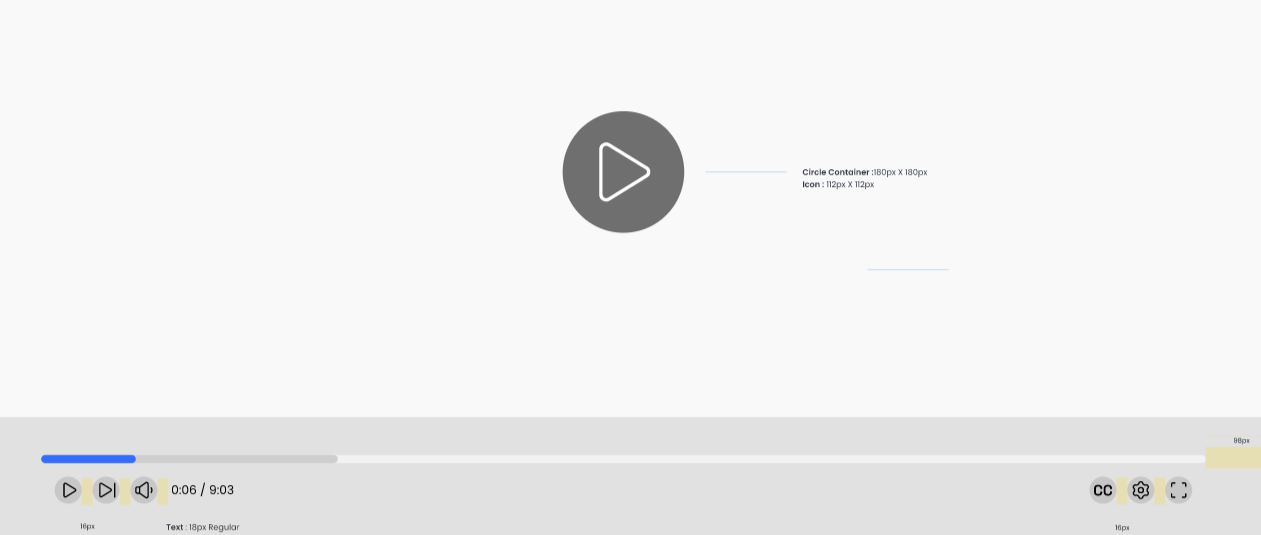 Circle Container :180px X 180px
Icon : 112px X 112px
98px
0:06 / 9:03
CC
16px
Text : 18px Regular
16px